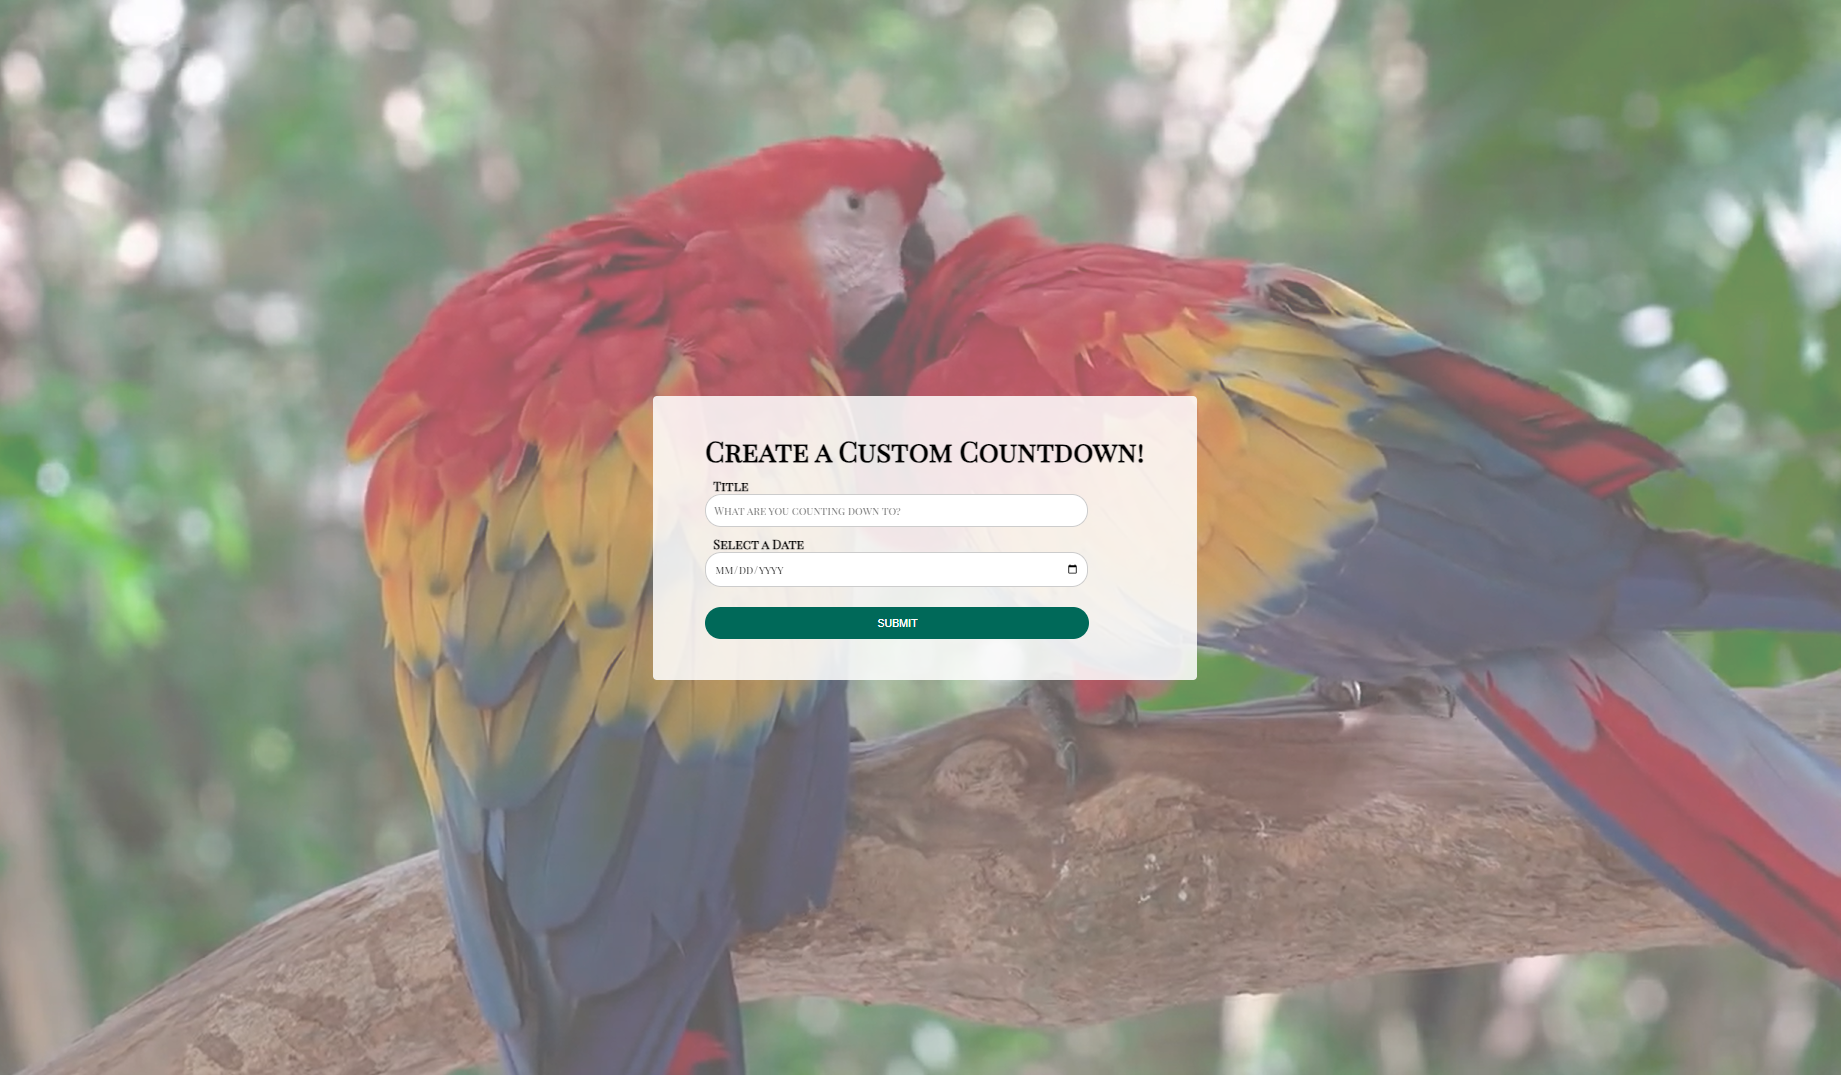 Create a Custom Countdown!
Title
What are you counting down to?
Select a Date
mm/dd/yyyy
SUBMIT